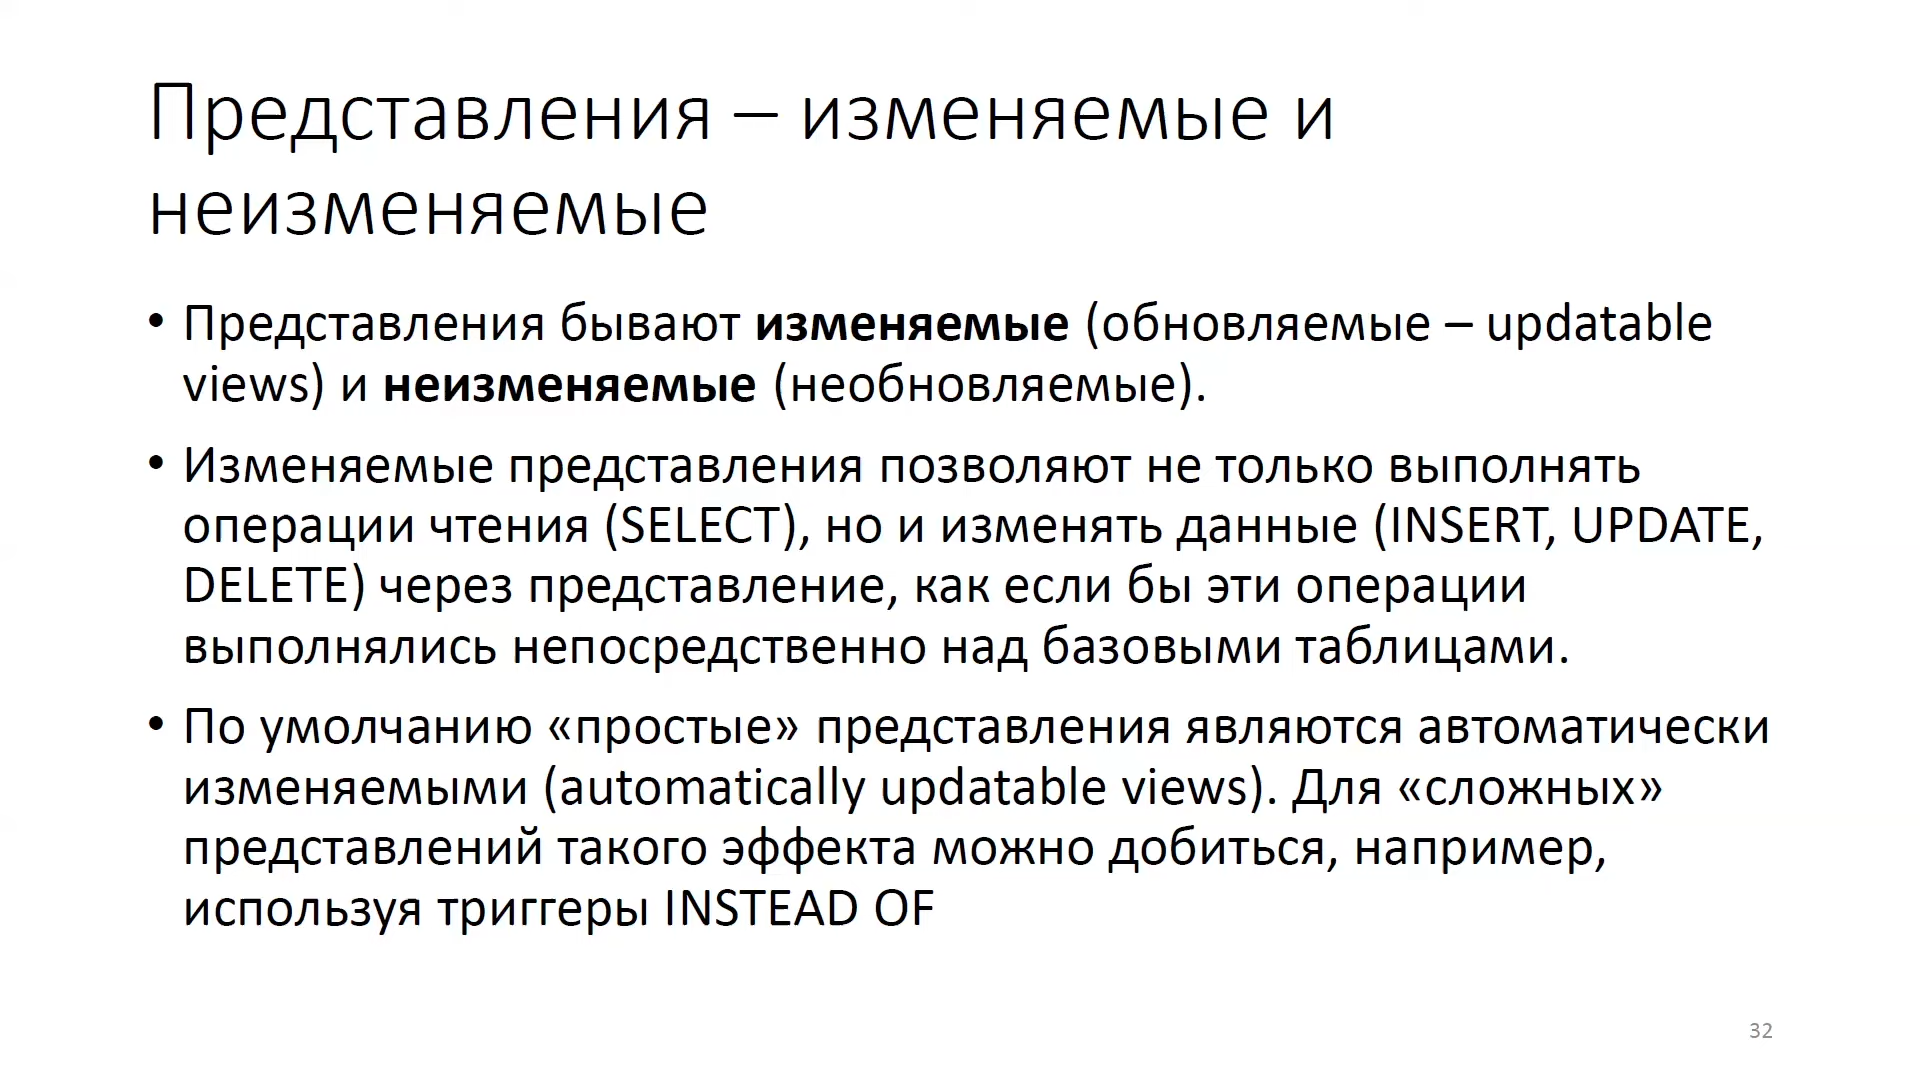 Представления – изменяемые и
неизменяемые
• Представления бывают изменяемые (обновляемые – updatable
views) и неизменяемые (необновляемые).
• Изменяемые представления позволяют не только выполнять
операции чтения (SELECT), но и изменять данные (INSERT, UPDATE,
DELETE) через представление, как если бы эти операции
выполнялись непосредственно над базовыми таблицами.
• По умолчанию «простые» представления являются автоматически
изменяемыми (automatically updatable views). Для «сложных»
представлений такого эффекта можно добиться, например,
используя триггеры INSTEAD OF
32